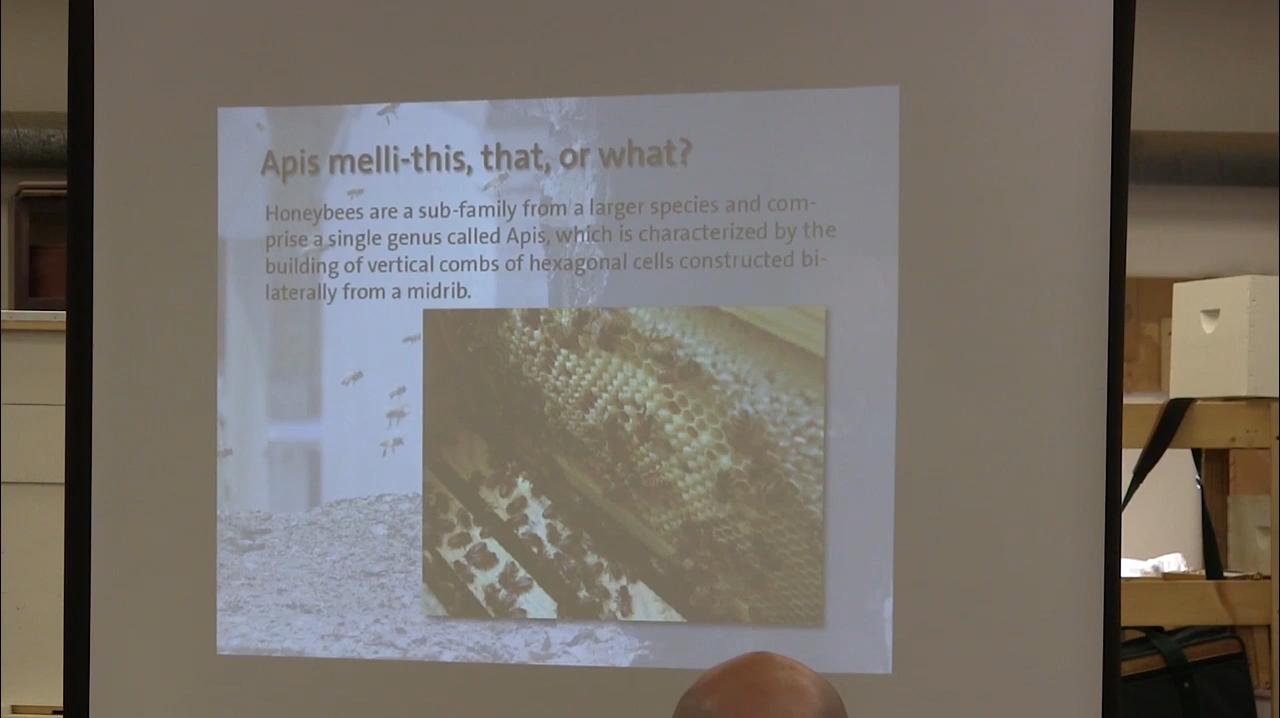 Apis melli-this, that, or what?
Honeybees are a sub-family from a larger species and com-
prise a single genus called Apis, which is characterized by the
building of vertical combs of hexagonal cells constructed bi-
laterally from a midrib.